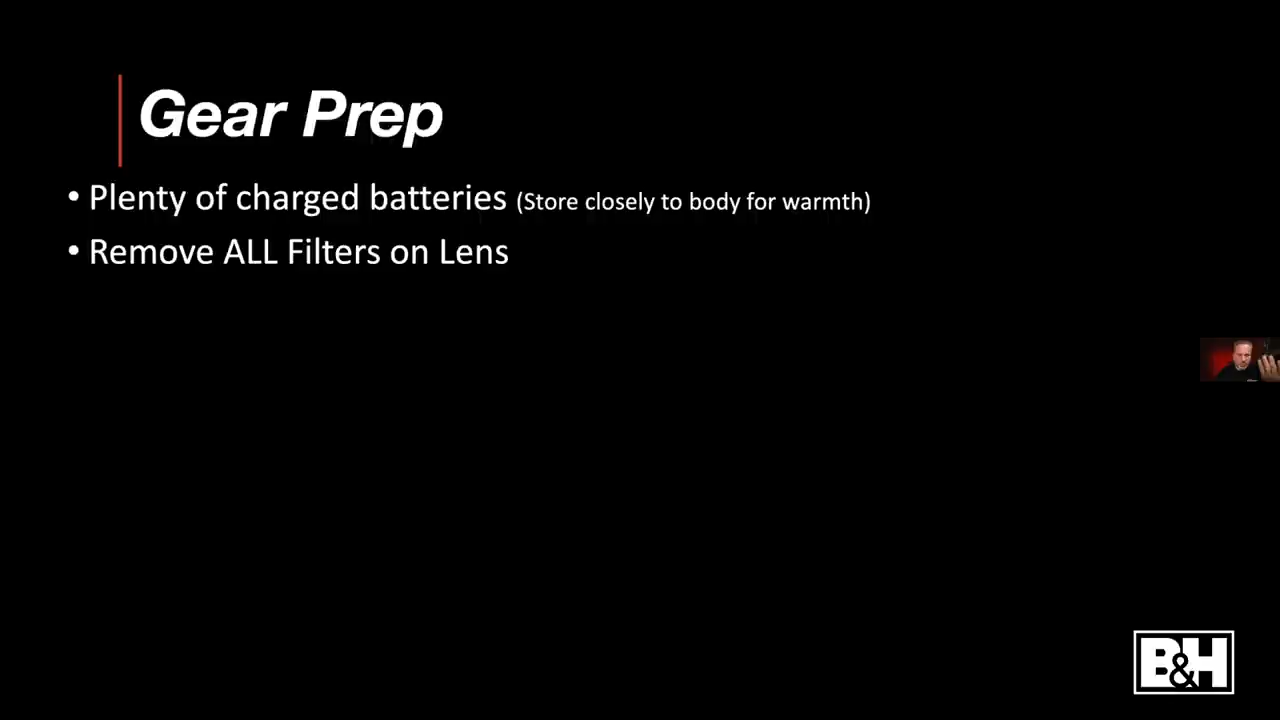 Gear Prep
• Plenty of charged batteries (Store closely to body for warmth)
• Remove ALL Filters on Lens
B&H